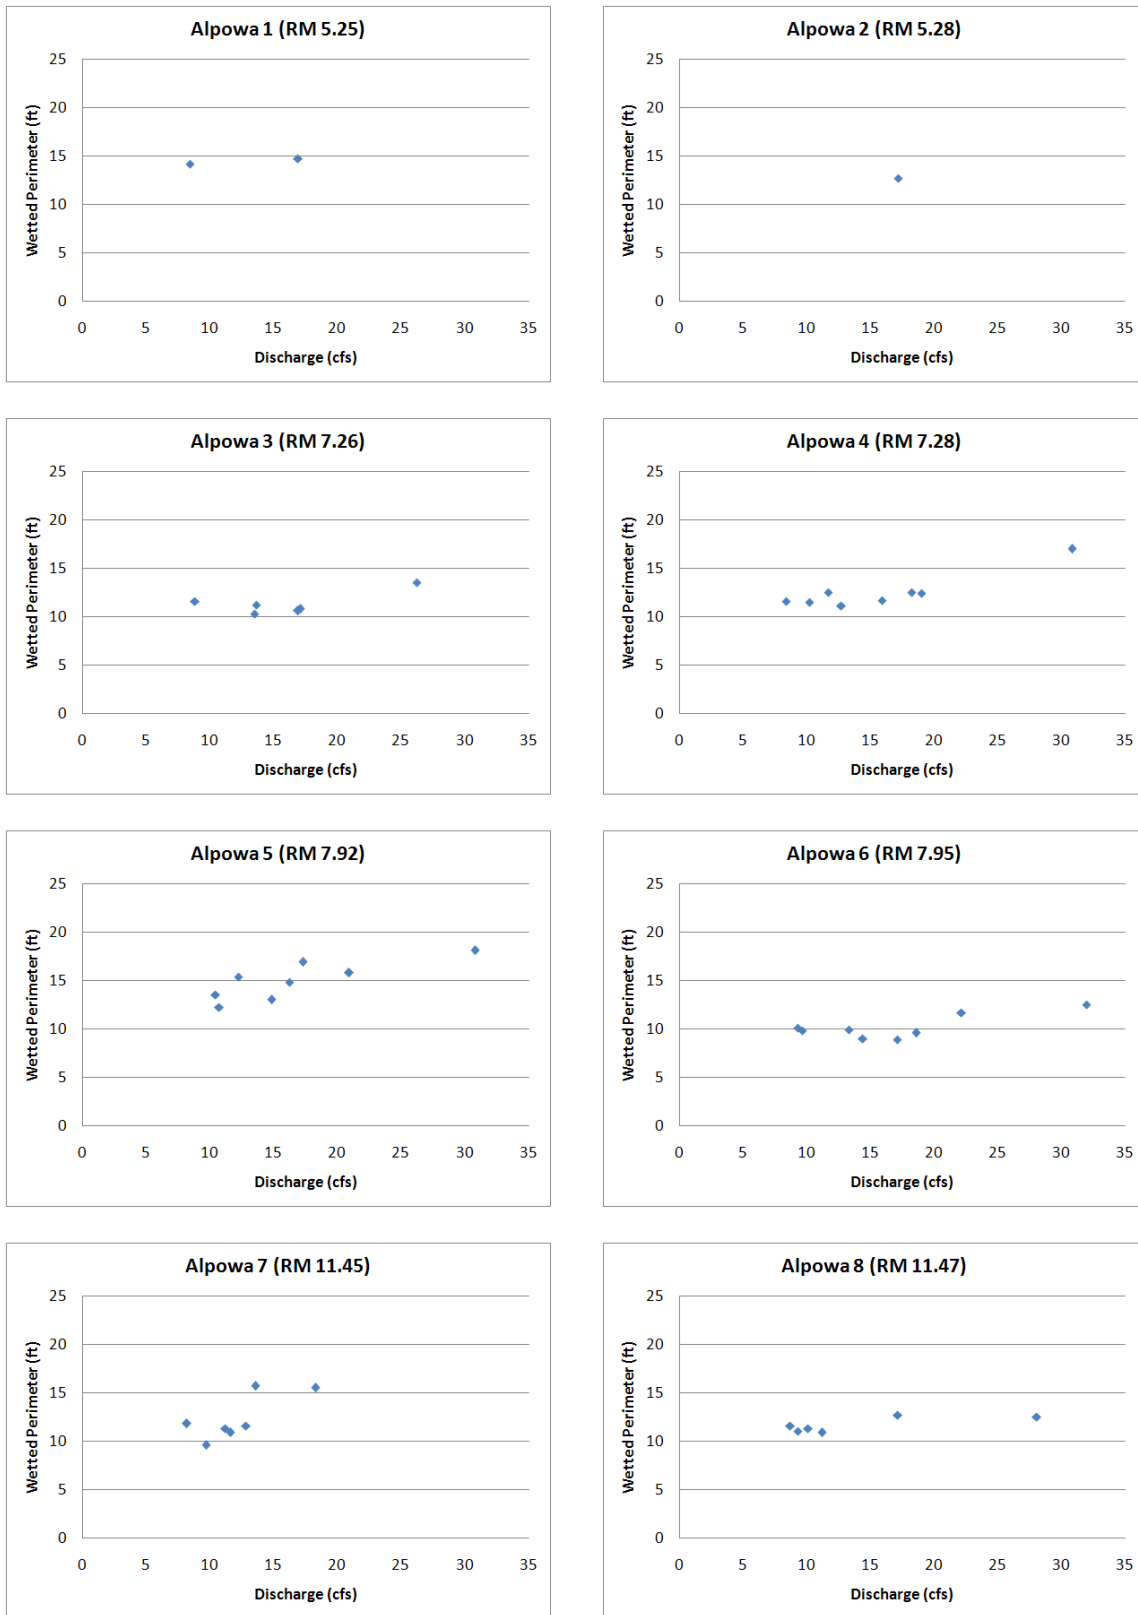 Alpowa 1 (RM 5.25)
Wetted Perimeter (ft)
25
20
15
10
5
0
0 5 10 15 20 25 30 35
Discharge (cfs)
Alpowa 2 (RM 5.28)
Wetted Perimeter (ft)
25
20
15
10
5
0
0 5 10 15 20 25 30 35
Discharge (cfs)
Alpowa 3 (RM 7.26)
Wetted Perimeter (ft)
25
20
15
10
5
0
0 5 10 15 20 25 30 35
Discharge (cfs)
Alpowa 4 (RM 7.28)
Wetted Perimeter (ft)
25
20
15
10
5
0
0 5 10 15 20 25 30 35
Discharge (cfs)
Alpowa 5 (RM 7.92)
Wetted Perimeter (ft)
25
20
15
10
5
0
0 5 10 15 20 25 30 35
Discharge (cfs)
Alpowa 6 (RM 7.95)
Wetted Perimeter (ft)
25
20
15
10
5
0
0 5 10 15 20 25 30 35
Discharge (cfs)
Alpowa 7 (RM 11.45)
Wetted Perimeter (ft)
25
20
15
10
5
0
0 5 10 15 20 25 30 35
Discharge (cfs)
Alpowa 8 (RM 11.47)
Wetted Perimeter (ft)
25
20
15
10
5
0
0 5 10 15 20 25 30 35
Discharge (cfs)